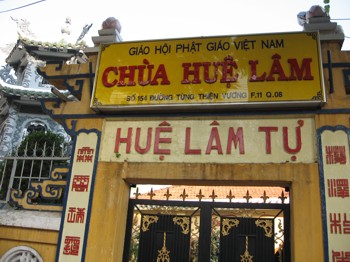 GIÁO HỘI PHẬT GIÁO VIỆT NAM
CHÙA HUÊ LÂM
SỐ 154 ĐƯỜNG TÙNG THIỆN VƯƠNG F.11 Q.08
HUỆ LÂM TỰ